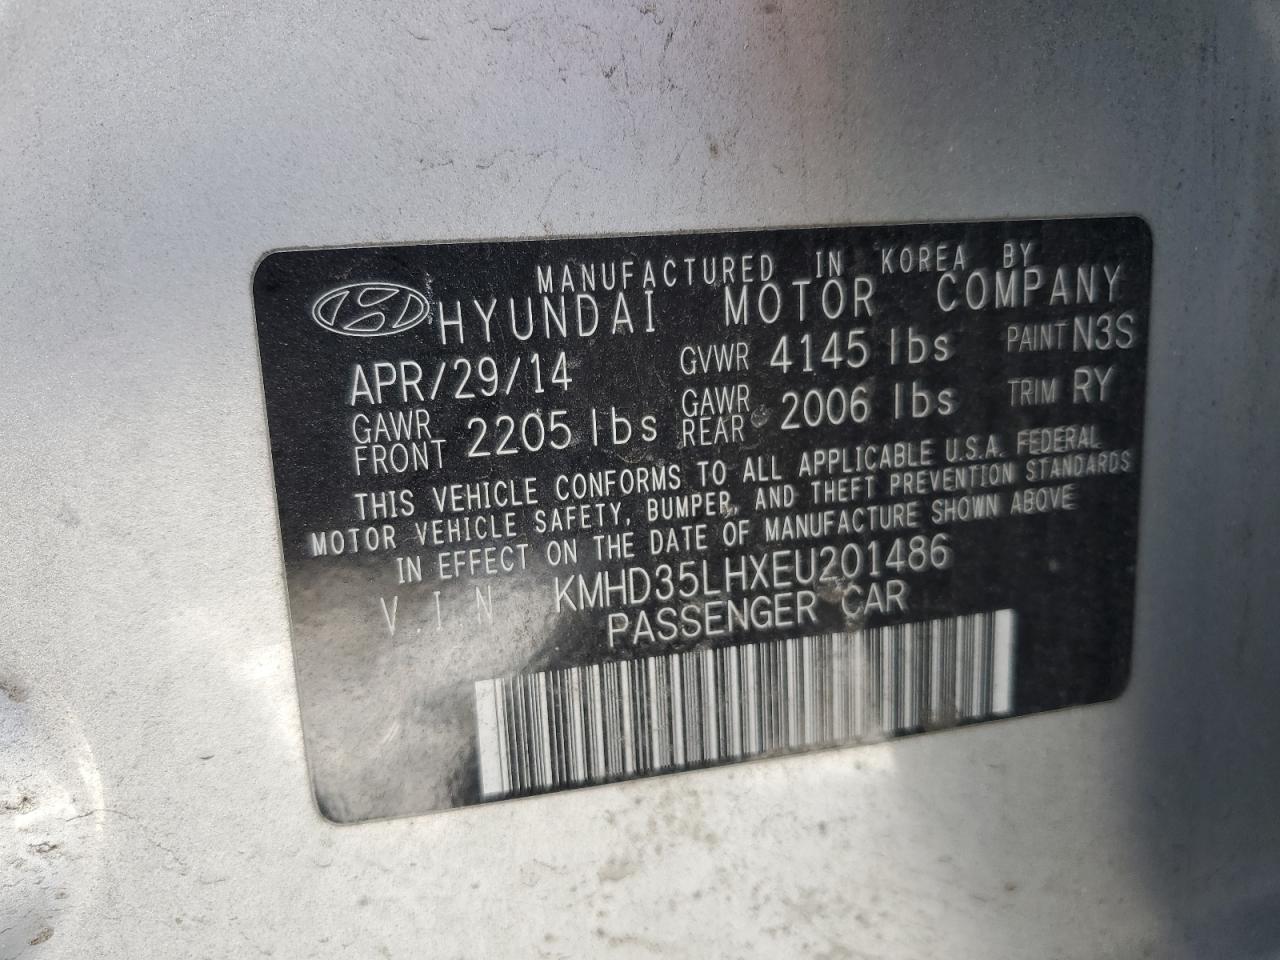 MANUFACTURED IN KOREA BY
HYUNDAI MOTOR COMPANY
APR/29/14 GVWR 4145 lbs PAINT N3S
GAWR FRONT 2205 lbs GAWR REAR 2006 lbs TRIM RY
THIS VEHICLE CONFORMS TO ALL APPLICABLE U.S.A. FEDERAL
MOTOR VEHICLE SAFETY, BUMPER, AND THEFT PREVENTION STANDARDS
IN EFFECT ON THE DATE OF MANUFACTURE SHOWN ABOVE
V.I.N KMHD35LHXEU201486
PASSENGER CAR